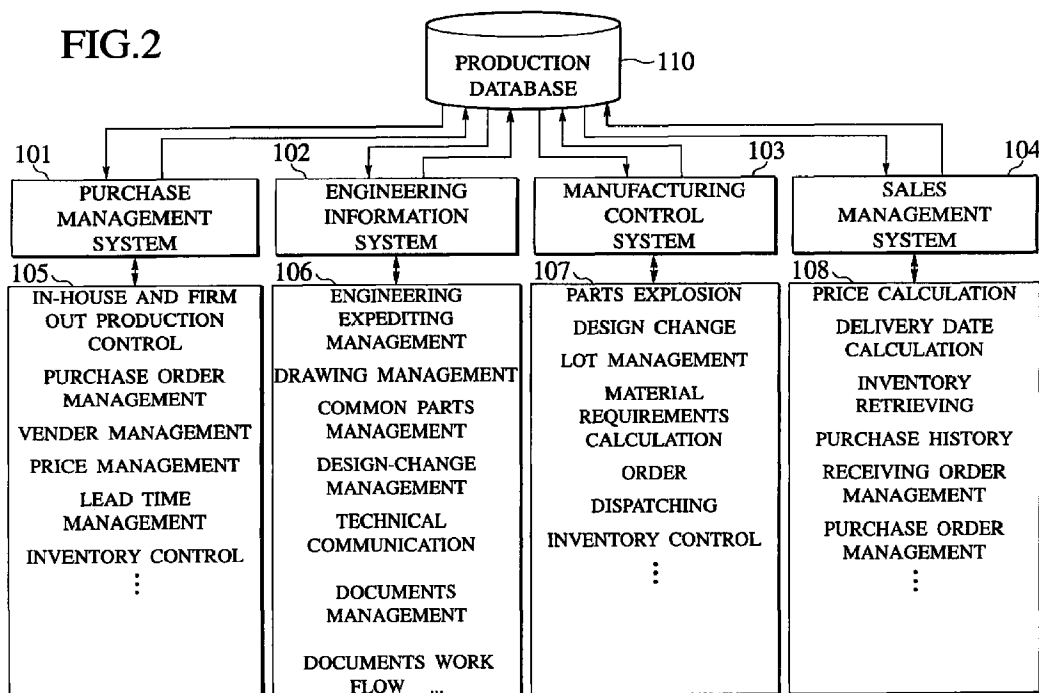 FIG.2
PRODUCTION
DATABASE
110
101
PURCHASE
MANAGEMENT
SYSTEM
102
ENGINEERING
INFORMATION
SYSTEM
103
MANUFACTURING
CONTROL
SYSTEM
104
SALES
MANAGEMENT
SYSTEM
105
IN-HOUSE AND FIRM
OUT PRODUCTION
CONTROL
PURCHASE ORDER
MANAGEMENT
VENDER MANAGEMENT
PRICE MANAGEMENT
LEAD TIME
MANAGEMENT
INVENTORY CONTROL
⋮
106
ENGINEERING
EXPEDITING
MANAGEMENT
DRAWING MANAGEMENT
COMMON PARTS
MANAGEMENT
DESIGN-CHANGE
MANAGEMENT
TECHNICAL
COMMUNICATION
DOCUMENTS
MANAGEMENT
DOCUMENTS WORK
FLOW ...
107
PARTS EXPLOSION
DESIGN CHANGE
LOT MANAGEMENT
MATERIAL
REQUIREMENTS
CALCULATION
ORDER
DISPATCHING
INVENTORY CONTROL
⋮
108
PRICE CALCULATION
DELIVERY DATE
CALCULATION
INVENTORY
RETRIEVING
PURCHASE HISTORY
RECEIVING ORDER
MANAGEMENT
PURCHASE ORDER
MANAGEMENT
⋮